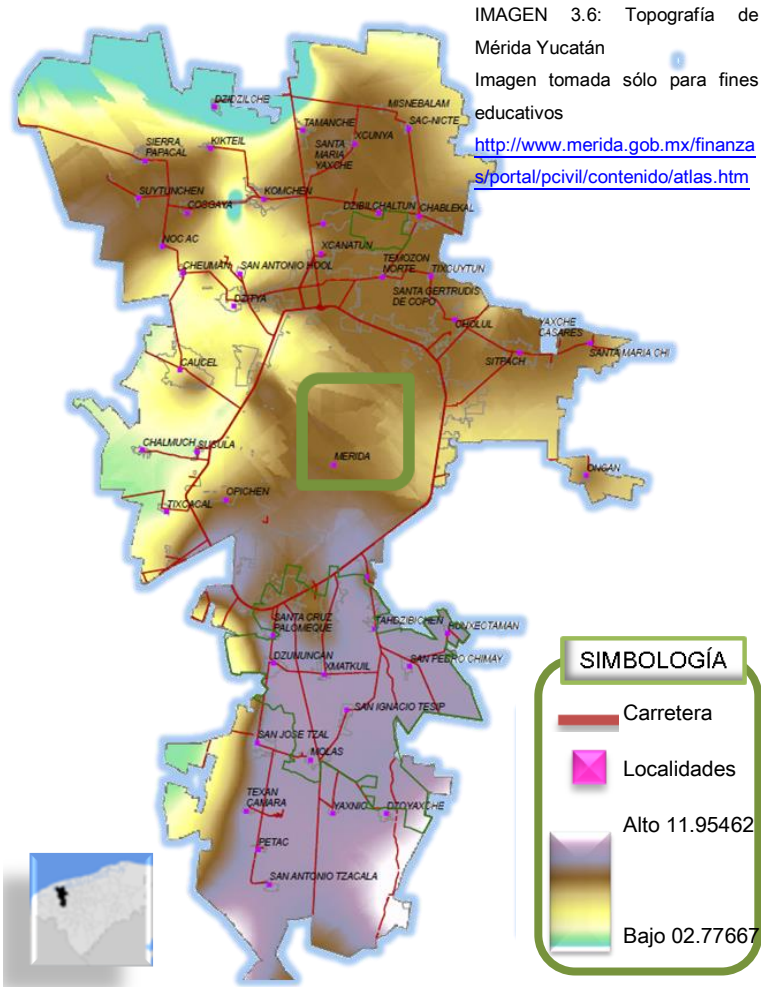 IMAGEN 3.6: Topografía de
Mérida Yucatán
Imagen tomada sólo para fines
educativos
http://www.merida.gob.mx/finanza
s/portal/pcivil/contenido/atlas.htm
DZIDZILCHE
MISNEBALAM
TAMANCHE
SAC-NICTE
XCUNYA
SIERRA
PAPACAL
KIKTEIL
SANTA
MARIA
YAXCHE
SUYTUNCHEN
KOMCHEN
COSGAYA
DZIBILCHALTUN
CHABLEKAL
NOC AC
XCANATUN
CHEUMAN
SAN ANTONIO HOOL
TEMOZON
NORTE
TIXCUYTUN
DZITYA
SANTA GERTRUDIS
DE COPO
CHOLUL
YAXCHE
CASARES
SITPACH
SANTA MARIA CHI
CAUCEL
CHALMUCH
SUSULA
MERIDA
ONCAN
OPICHEN
TIXCACAL
SANTA CRUZ
PALOMEQUE
TAHDZIBICHEN
HUNXECTAMAN
DZUNUNCAN
XMATKUIL
SAN PEDRO CHIMAY
SAN IGNACIO TESIP
SAN JOSE TZAL
MOLAS
TEXAN
CAMARA
YAXNIC
DZOYAXCHE
PETAC
SAN ANTONIO TZACALA
SIMBOLOGÍA
Carretera
Localidades
Alto 11.95462
Bajo 02.77667